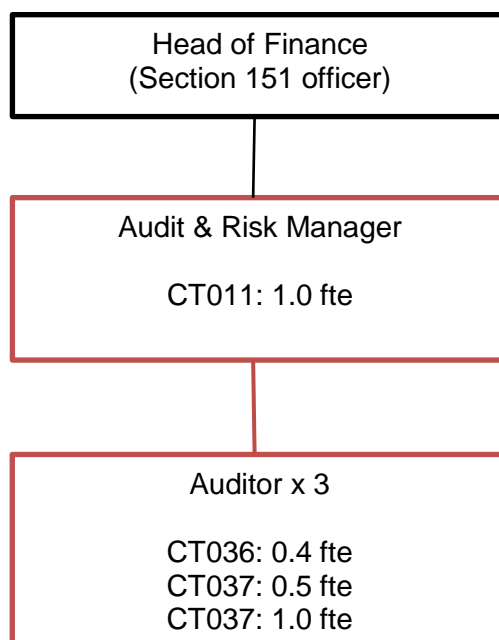 Head of Finance
(Section 151 officer)
Audit & Risk Manager
CT011: 1.0 fte
Auditor x 3
CT036: 0.4 fte
CT037: 0.5 fte
CT037: 1.0 fte